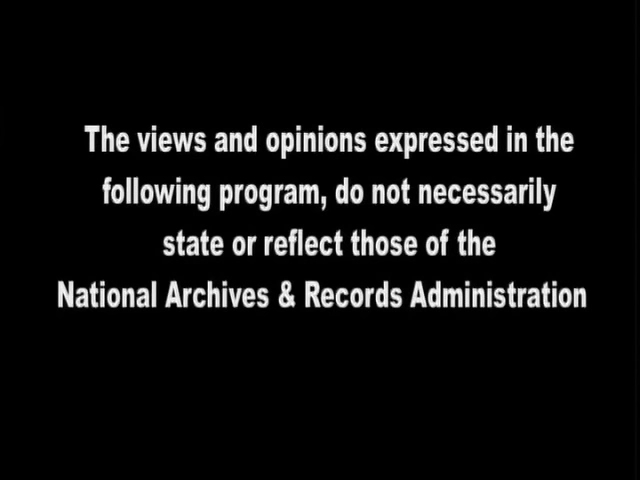 The views and opinions expressed in the
following program, do not necessarily
state or reflect those of the
National Archives & Records Administration